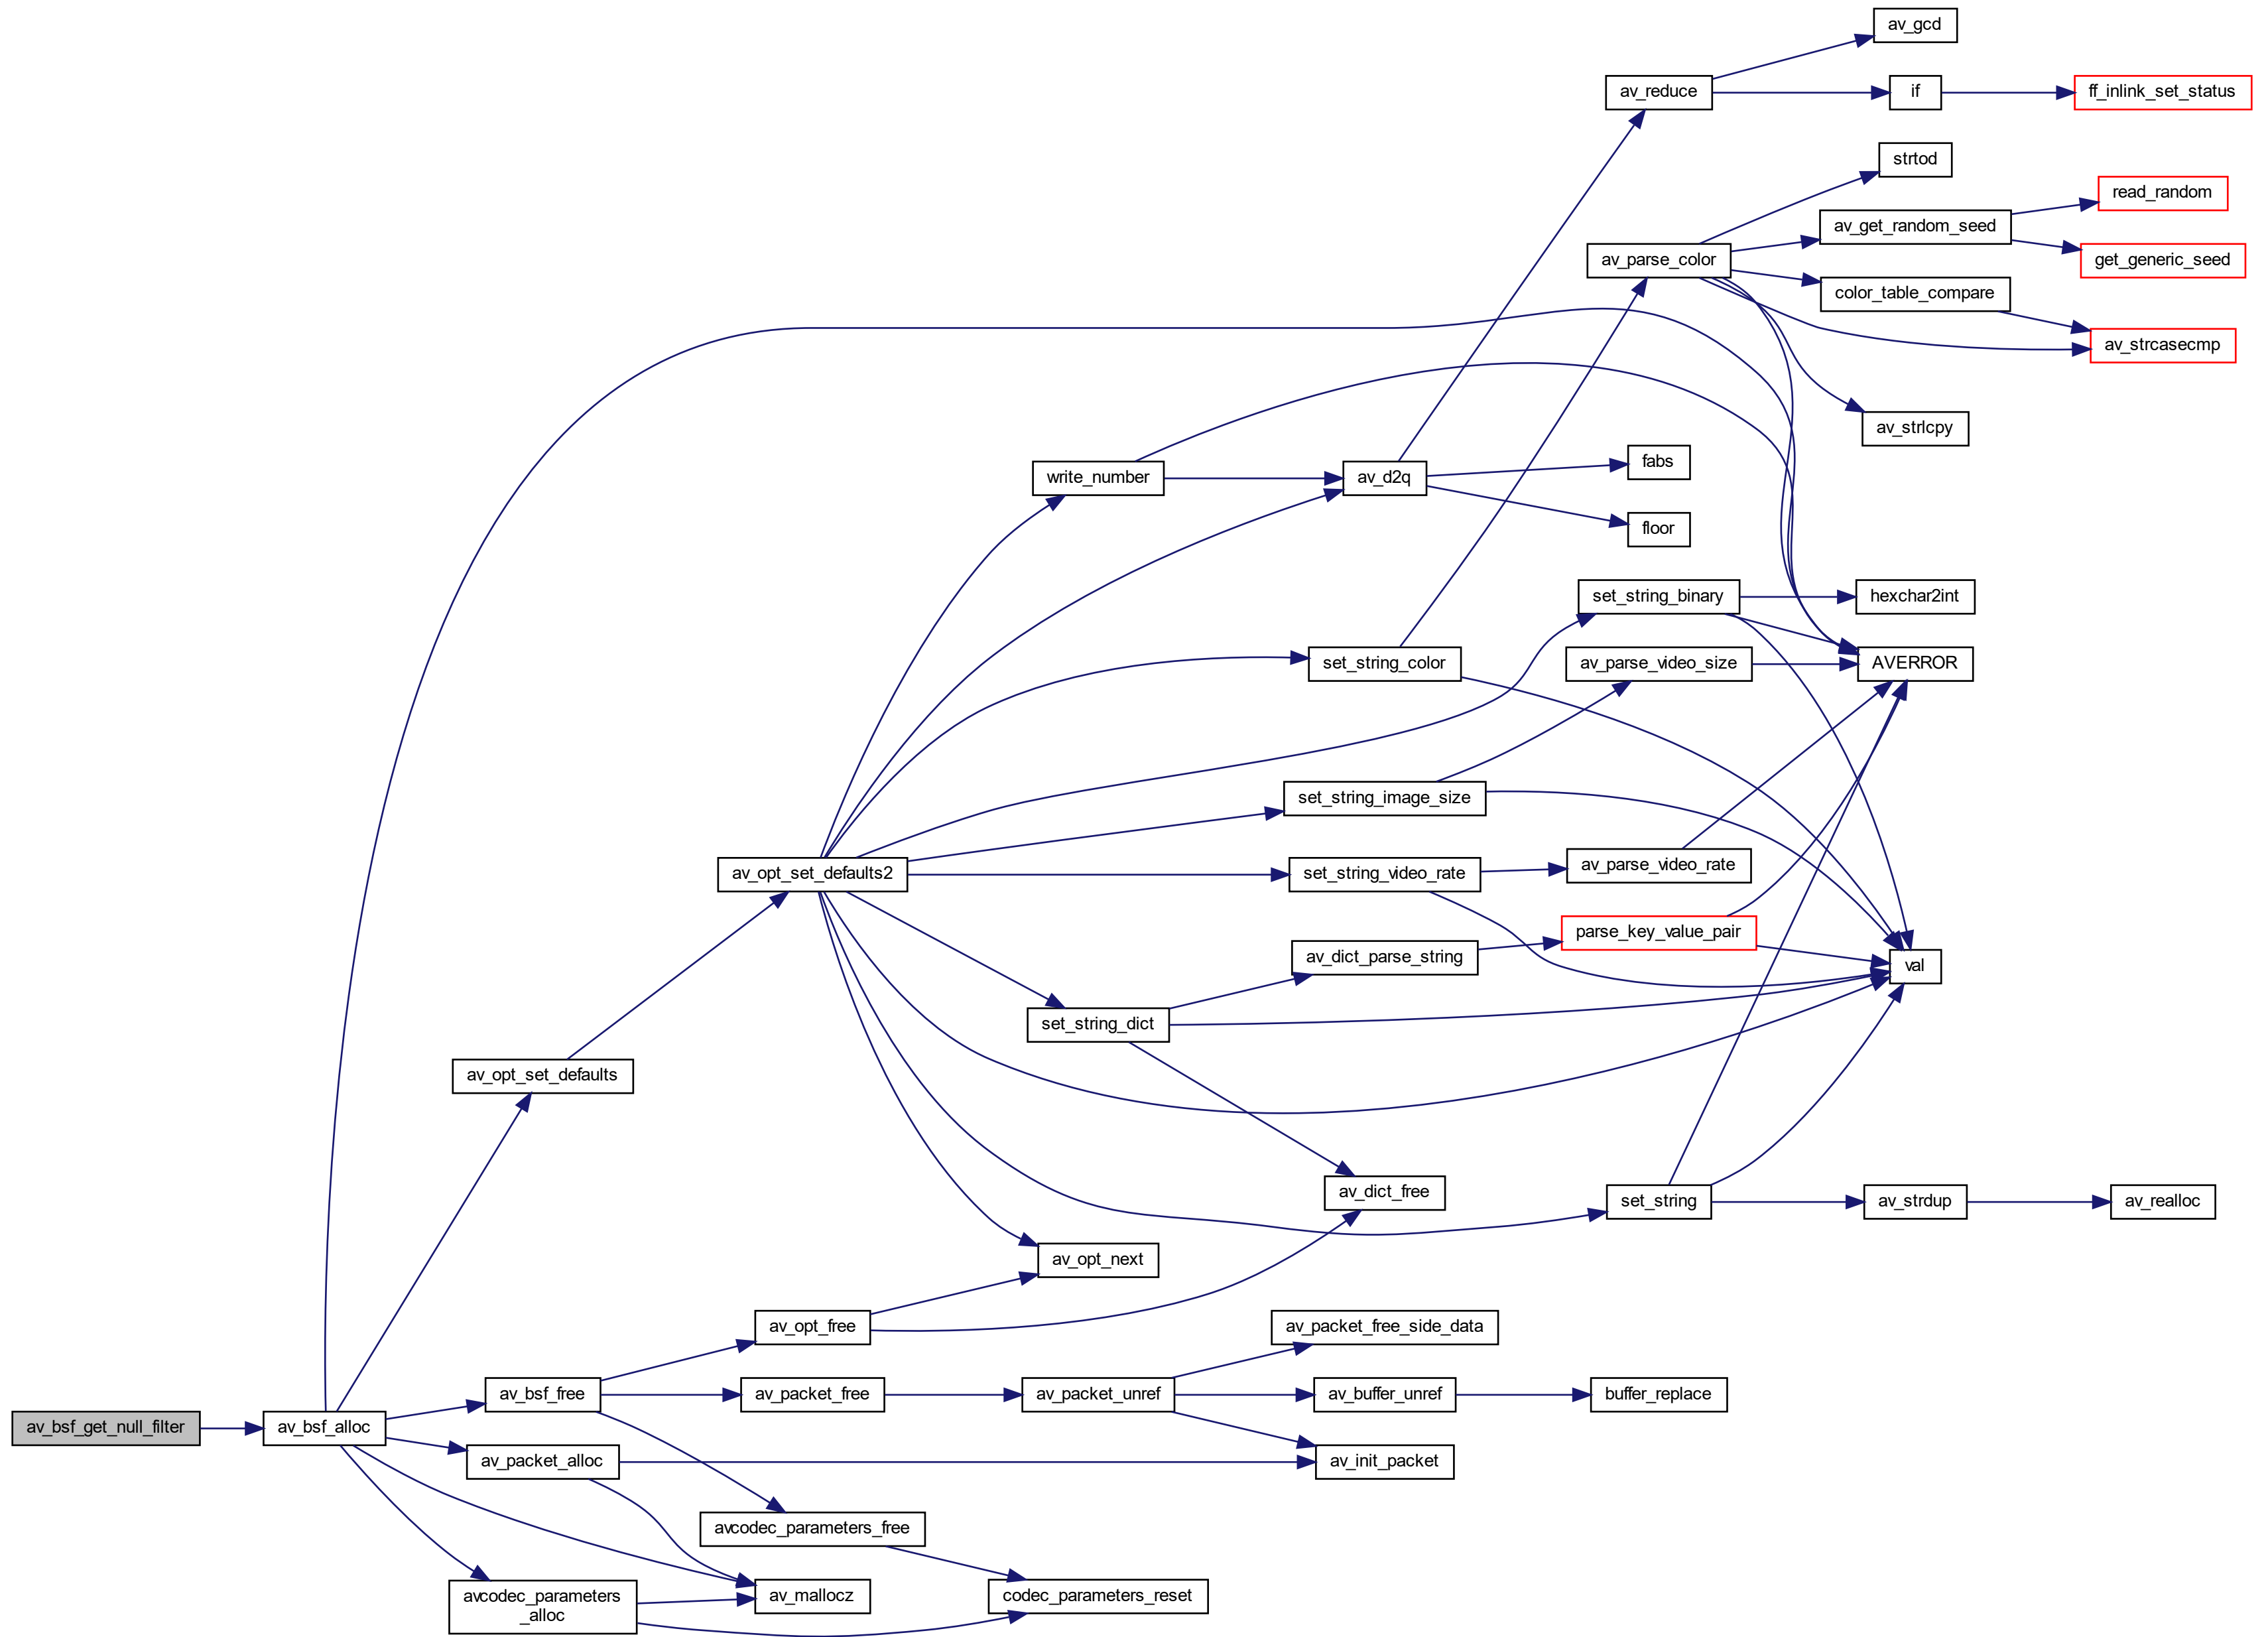 av_gcd
av_reduce
if
ff_inlink_set_status
strtod
read_random
av_get_random_seed
av_parse_color
get_generic_seed
color_table_compare
av_strcasecmp
av_strlcpy
fabs
write_number
av_d2q
floor
set_string_binary
hexchar2int
set_string_color
av_parse_video_size
AVERROR
set_string_image_size
av_opt_set_defaults2
set_string_video_rate
av_parse_video_rate
parse_key_value_pair
av_dict_parse_string
val
set_string_dict
av_opt_set_defaults
av_dict_free
set_string
av_strdup
av_realloc
av_opt_next
av_opt_free
av_packet_free_side_data
av_bsf_free
av_packet_free
av_packet_unref
av_buffer_unref
buffer_replace
av_bsf_get_null_filter
av_bsf_alloc
av_packet_alloc
av_init_packet
avcodec_parameters_free
avcodec_parameters
_alloc
av_mallocz
codec_parameters_reset